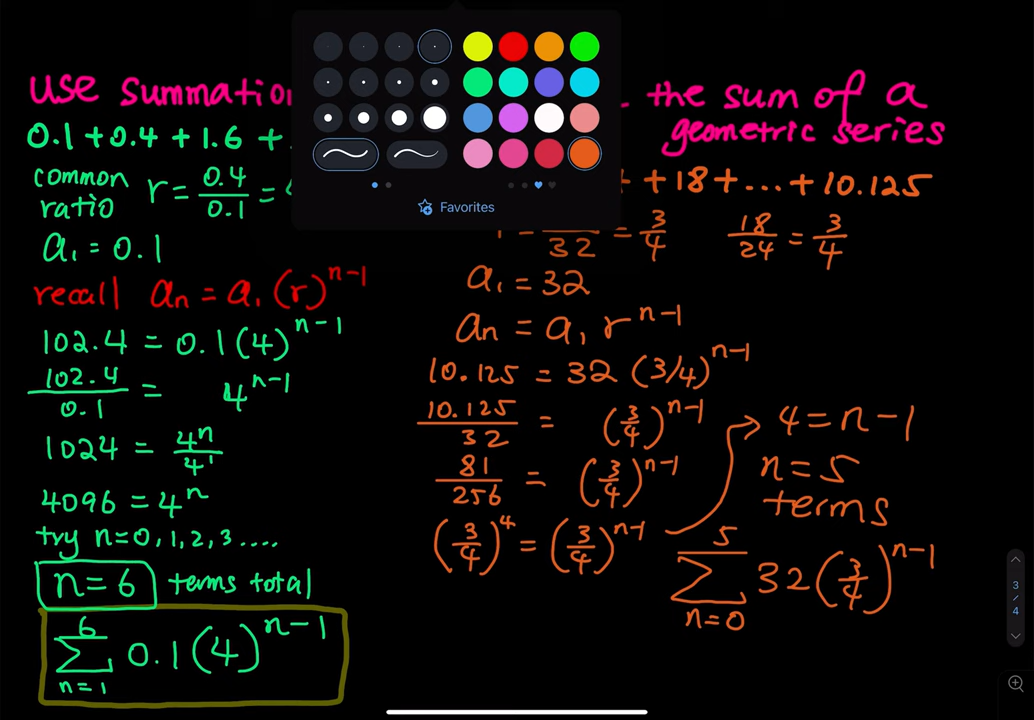 use summation
the sum of a
geometric series
0.1 + 0.4 + 1.6 +
common ratio r = 0.4/0.1 =
a₁ = 0.1
recall aₙ = a₁(r)ⁿ⁻¹
102.4 = 0.1(4)ⁿ⁻¹
102.4/0.1 = 4ⁿ⁻¹
1024 = 4ⁿ/4¹
4096 = 4ⁿ
try n=0,1,2,3....
n=6 terms total
6
∑ 0.1(4)ⁿ⁻¹
n=1
Favorites
+ 18 + ... + 10.125
32 = 3/4 18/24 = 3/4
a₁ = 32
aₙ = a₁ rⁿ⁻¹
10.125 = 32 (3/4)ⁿ⁻¹
10.125/32 = (3/4)ⁿ⁻¹
81/256 = (3/4)ⁿ⁻¹
(3/4)⁴ = (3/4)ⁿ⁻¹
4 = n-1
n = 5
terms
5
∑ 32(3/4)ⁿ⁻¹
n=0
3
/
4